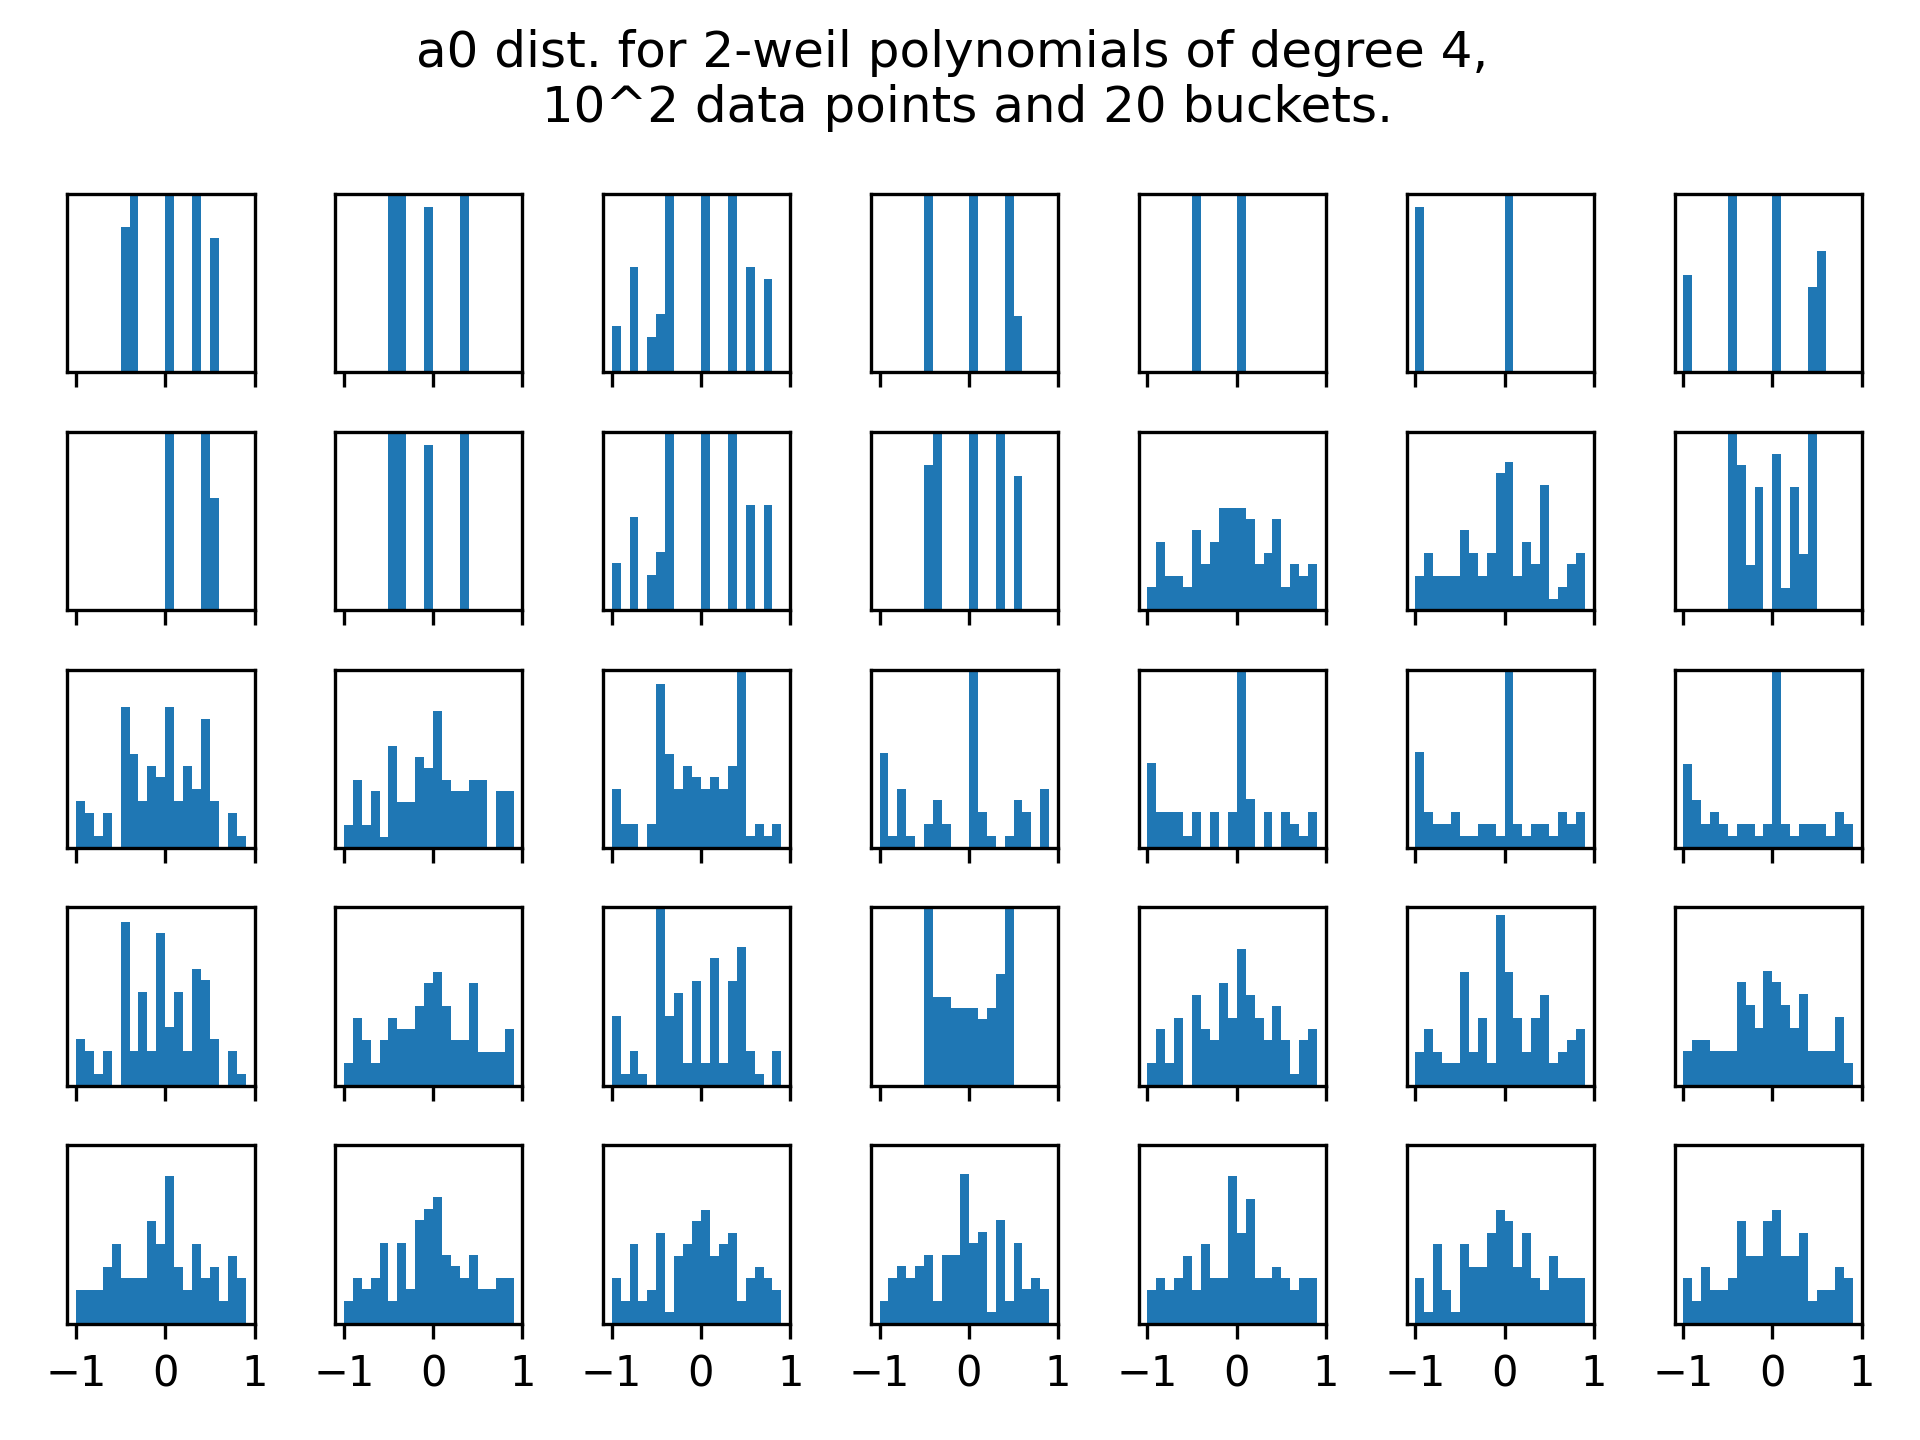 a0 dist. for 2-weil polynomials of degree 4,
10^2 data points and 20 buckets.
−1 0 1 −1 0 1 −1 0 1 −1 0 1 −1 0 1 −1 0 1 −1 0 1